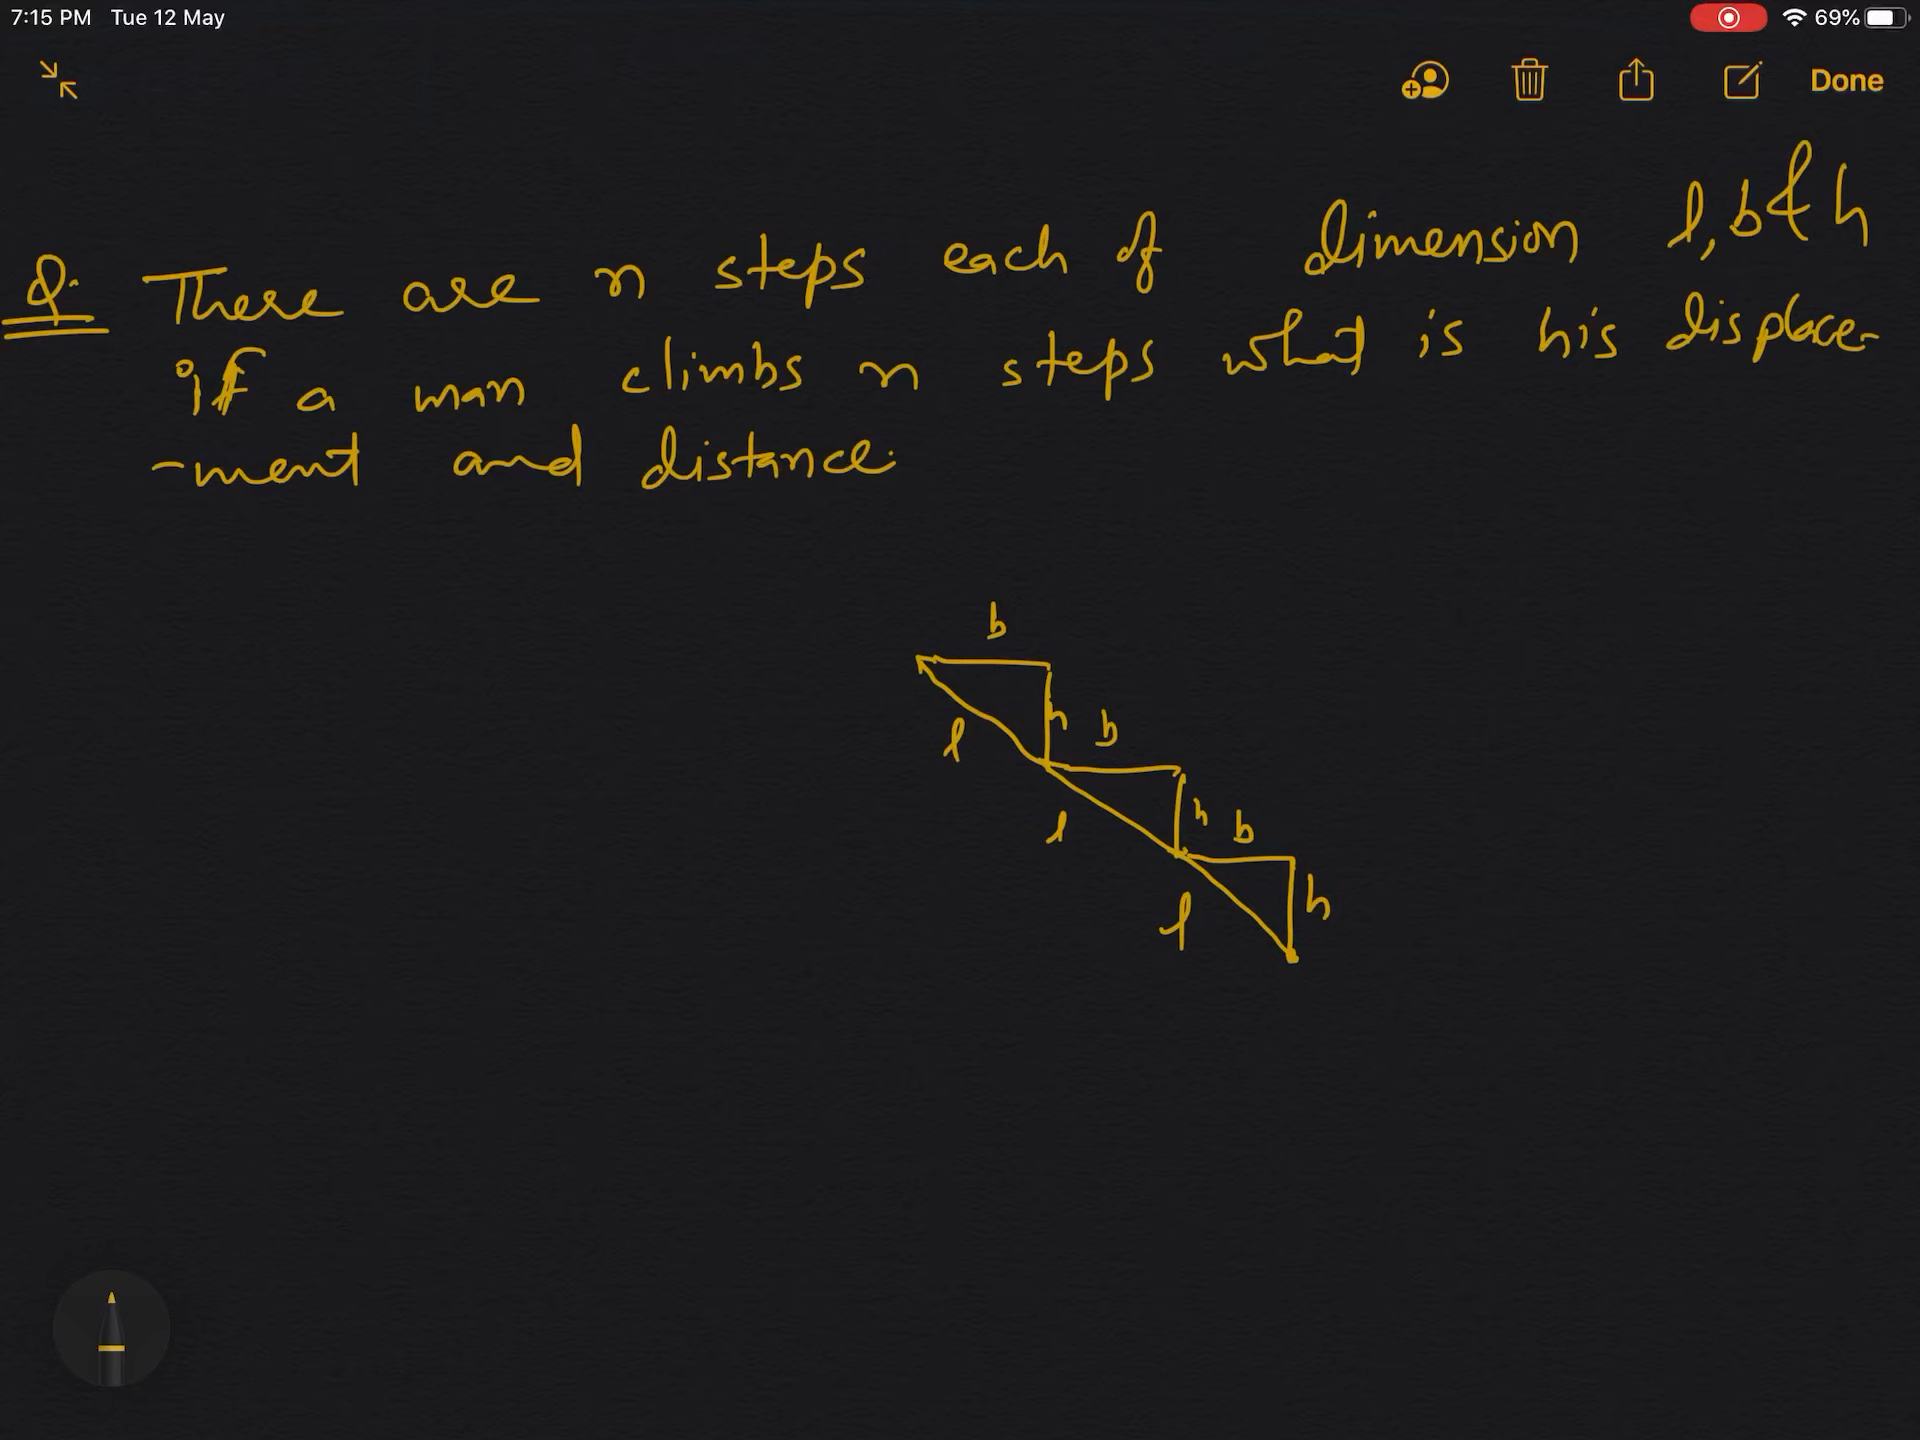 7:15 PM Tue 12 May
69%
Done
Q. There are n steps each of dimension l, b & h
if a man climbs n steps what is his displace-
-ment and distance.
b
h
b
l
h
b
l
h
l